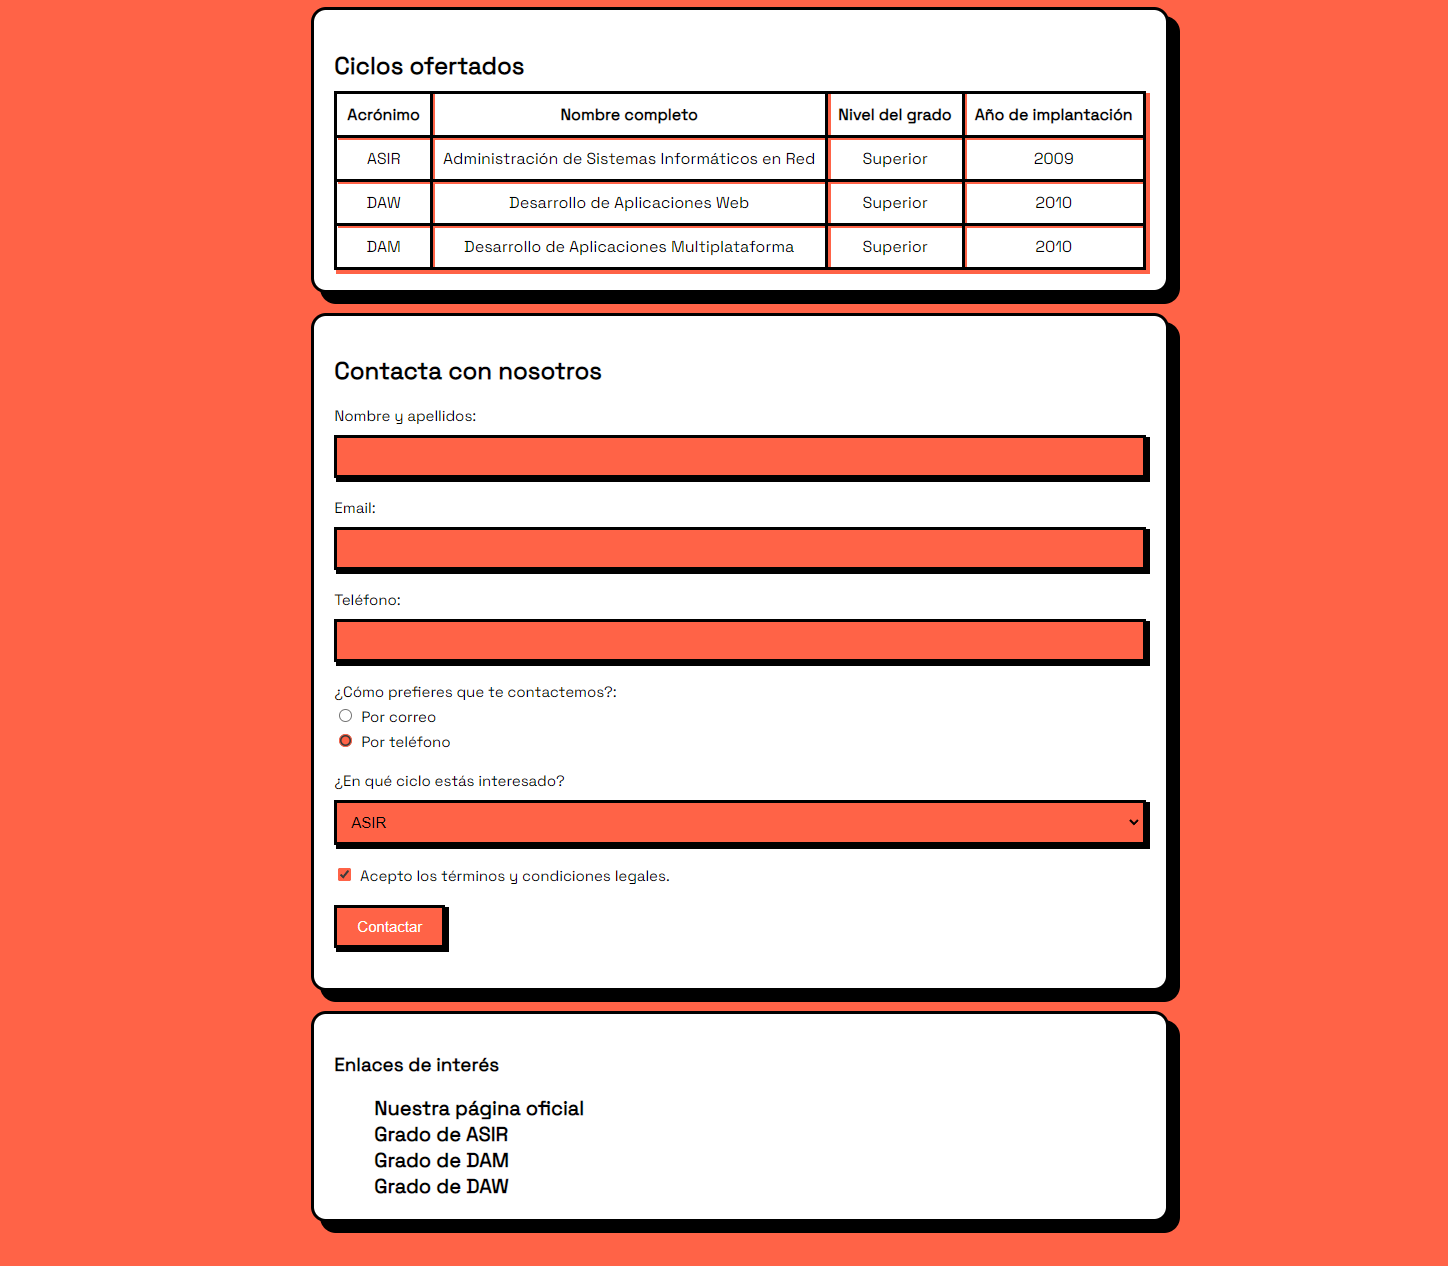 Ciclos ofertados
Acrónimo Nombre completo Nivel del grado Año de implantación
ASIR Administración de Sistemas Informáticos en Red Superior 2009
DAW Desarrollo de Aplicaciones Web Superior 2010
DAM Desarrollo de Aplicaciones Multiplataforma Superior 2010
Contacta con nosotros
Nombre y apellidos:
Email:
Teléfono:
¿Cómo prefieres que te contactemos?:
Por correo
Por teléfono
¿En qué ciclo estás interesado?
ASIR
Acepto los términos y condiciones legales.
Contactar
Enlaces de interés
Nuestra página oficial
Grado de ASIR
Grado de DAM
Grado de DAW